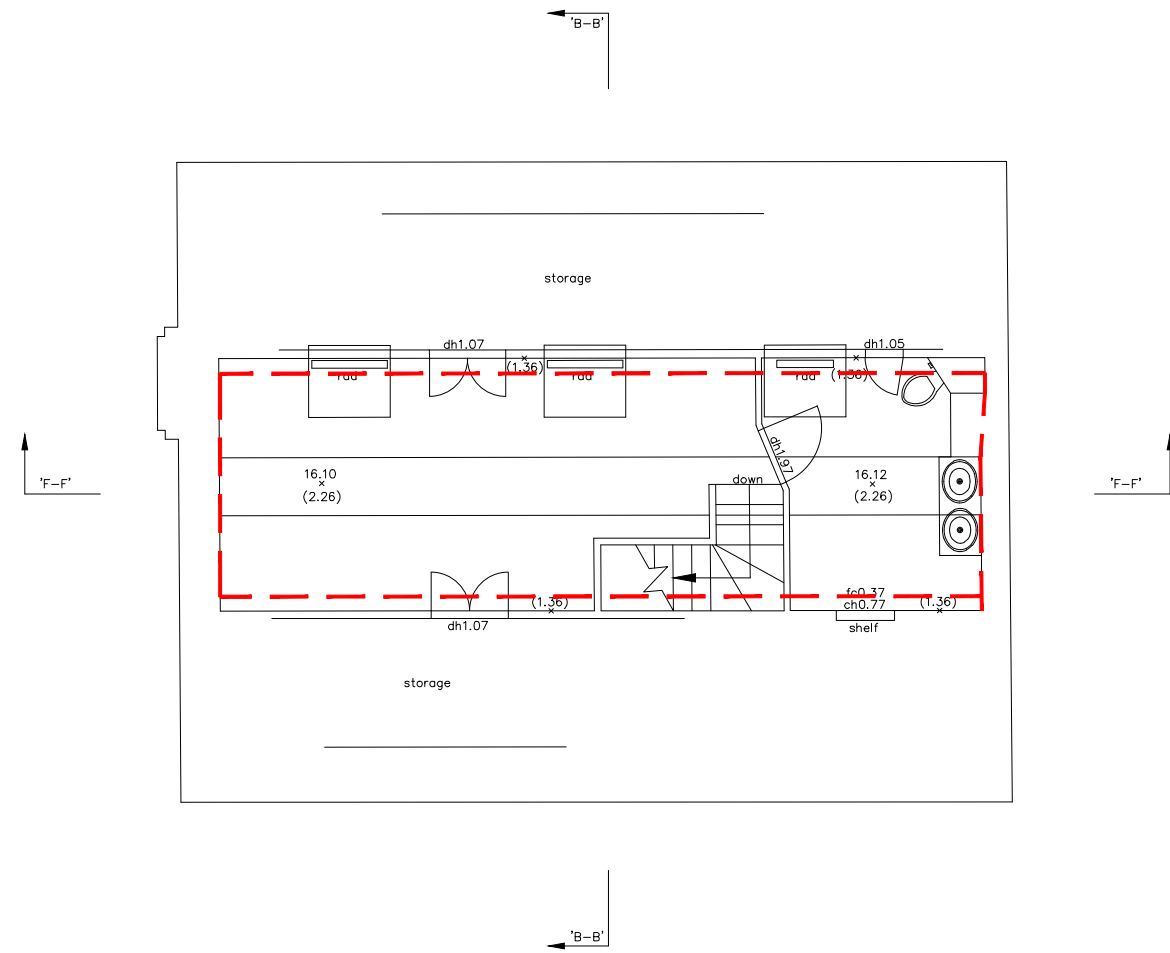 'B-B'
storage
dh1.07
dh1.05
(1.36)
(1.36)
rad
rad
rad
dh1.97
16.10
(2.26)
down
16.12
(2.26)
'F-F'
'F-F'
fc0.37
(1.36)
ch0.77
(1.36)
dh1.07
shelf
storage
'B-B'